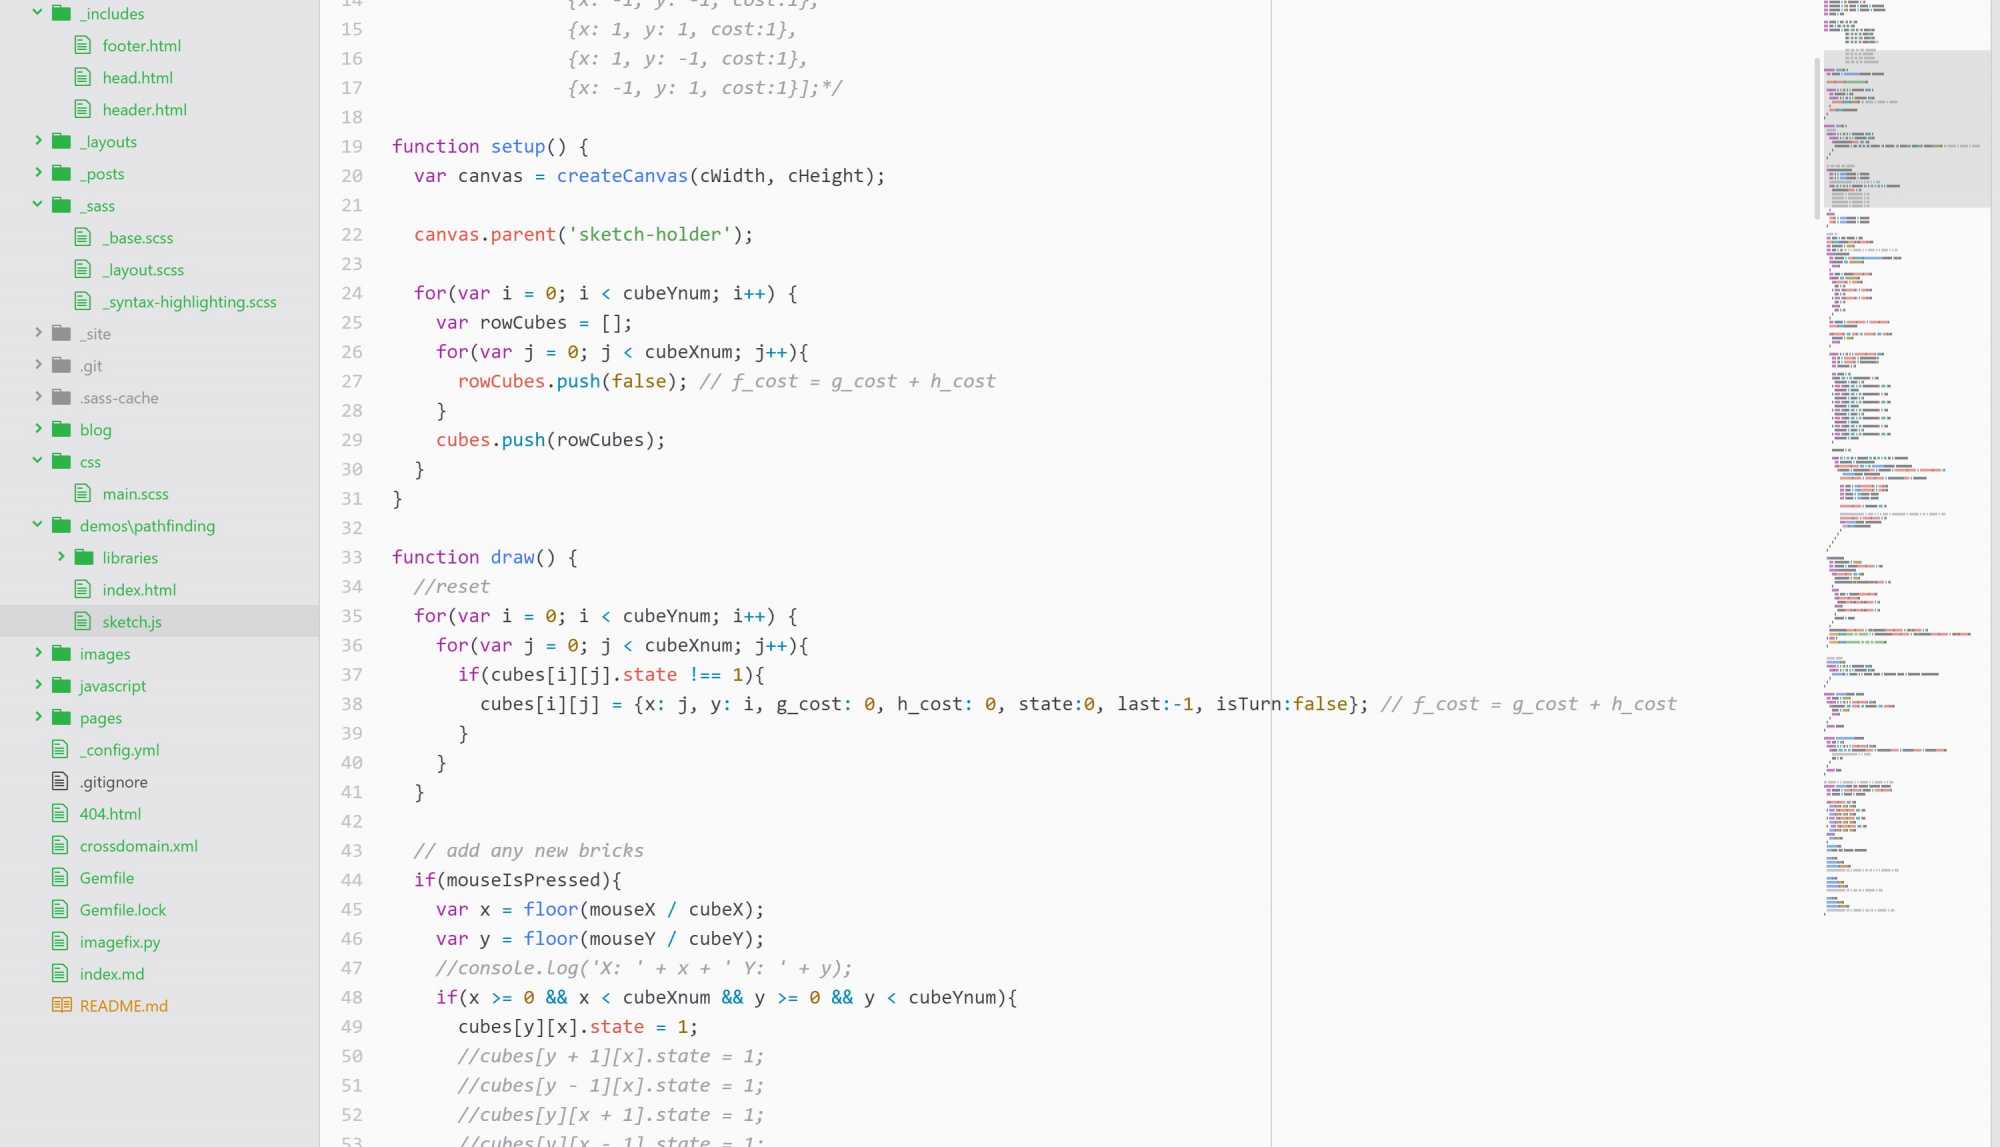 _includes
footer.html
head.html
header.html
_layouts
_posts
_sass
_base.scss
_layout.scss
_syntax-highlighting.scss
_site
.git
.sass-cache
blog
css
main.scss
demos\pathfinding
libraries
index.html
sketch.js
images
javascript
pages
_config.yml
.gitignore
404.html
crossdomain.xml
Gemfile
Gemfile.lock
imagefix.py
index.md
README.md
14 {x: -1, y: -1, cost:1},
15 {x: 1, y: 1, cost:1},
16 {x: 1, y: -1, cost:1},
17 {x: -1, y: 1, cost:1}];*/
18
19 function setup() {
20 var canvas = createCanvas(cWidth, cHeight);
21
22 canvas.parent('sketch-holder');
23
24 for(var i = 0; i < cubeYnum; i++) {
25 var rowCubes = [];
26 for(var j = 0; j < cubeXnum; j++){
27 rowCubes.push(false); // f_cost = g_cost + h_cost
28 }
29 cubes.push(rowCubes);
30 }
31 }
32
33 function draw() {
34 //reset
35 for(var i = 0; i < cubeYnum; i++) {
36 for(var j = 0; j < cubeXnum; j++){
37 if(cubes[i][j].state !== 1){
38 cubes[i][j] = {x: j, y: i, g_cost: 0, h_cost: 0, state:0, last:-1, isTurn:false}; // f_cost = g_cost + h_cost
39 }
40 }
41 }
42
43 // add any new bricks
44 if(mouseIsPressed){
45 var x = floor(mouseX / cubeX);
46 var y = floor(mouseY / cubeY);
47 //console.log('X: ' + x + ' Y: ' + y);
48 if(x >= 0 && x < cubeXnum && y >= 0 && y < cubeYnum){
49 cubes[y][x].state = 1;
50 //cubes[y + 1][x].state = 1;
51 //cubes[y - 1][x].state = 1;
52 //cubes[y][x + 1].state = 1;
53 //cubes[y][x - 1].state = 1;